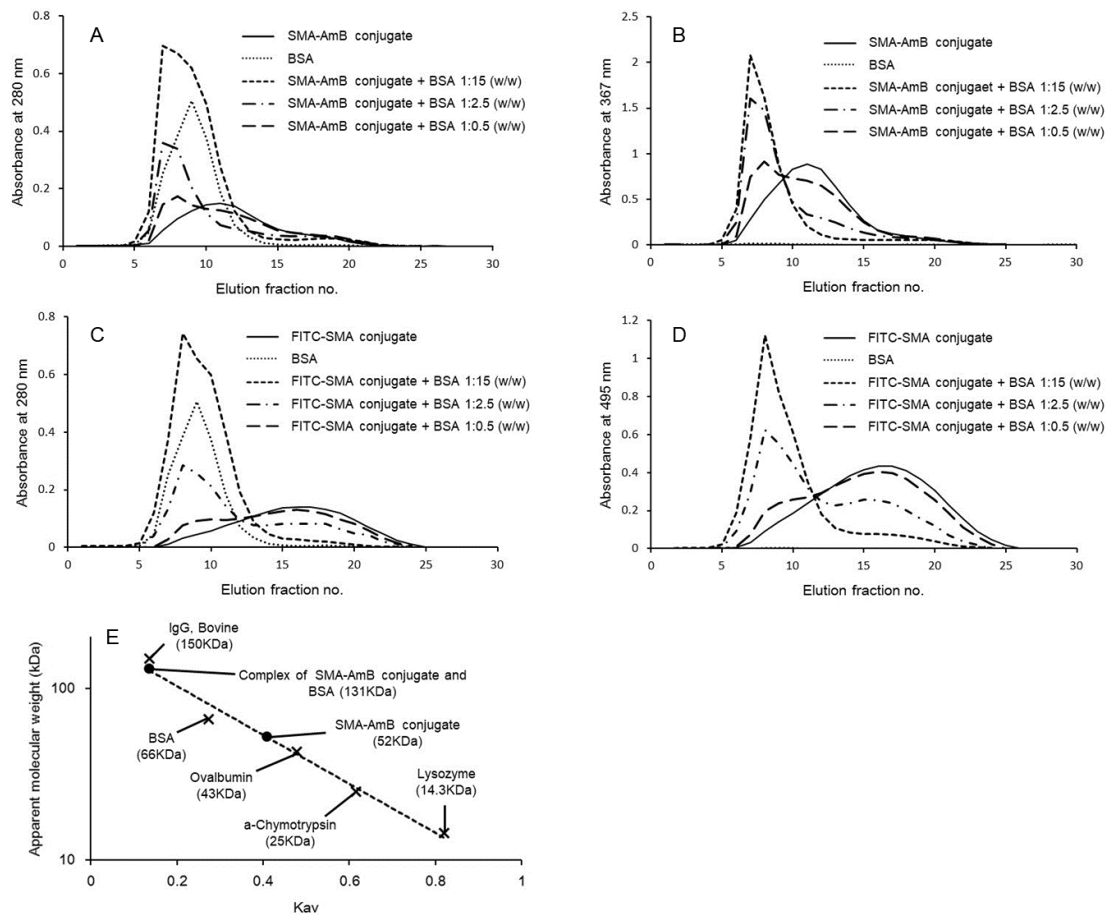 A
Absorbance at 280 nm
0.8
0.6
0.4
0.2
0
SMA-AmB conjugate
BSA
SMA-AmB conjugate + BSA 1:15 (w/w)
SMA-AmB conjugate + BSA 1:2.5 (w/w)
SMA-AmB conjugate + BSA 1:0.5 (w/w)
0 5 10 15 20 25 30
Elution fraction no.
B
Absorbance at 367 nm
2.5
2
1.5
1
0.5
0
SMA-AmB conjugate
BSA
SMA-AmB conjugaet + BSA 1:15 (w/w)
SMA-AmB conjugate + BSA 1:2.5 (w/w)
SMA-AmB conjugate + BSA 1:0.5 (w/w)
0 5 10 15 20 25 30
Elution fraction no.
C
Absorbance at 280 nm
0.8
0.6
0.4
0.2
0
FITC-SMA conjugate
BSA
FITC-SMA conjugate + BSA 1:15 (w/w)
FITC-SMA conjugate + BSA 1:2.5 (w/w)
FITC-SMA conjugate + BSA 1:0.5 (w/w)
0 5 10 15 20 25 30
Elution fraction no.
D
Absorbance at 495 nm
1.2
1
0.8
0.6
0.4
0.2
0
FITC-SMA conjugate
BSA
FITC-SMA conjugate + BSA 1:15 (w/w)
FITC-SMA conjugate + BSA 1:2.5 (w/w)
FITC-SMA conjugate + BSA 1:0.5 (w/w)
0 5 10 15 20 25 30
Elution fraction no.
E
Apparent molecular weight (kDa)
100
10
IgG, Bovine
(150KDa)
Complex of SMA-AmB conjugate and
BSA (131KDa)
BSA
(66KDa)
SMA-AmB conjugate
(52KDa)
Ovalbumin
(43KDa)
Lysozyme
(14.3KDa)
a-Chymotrypsin
(25KDa)
0 0.2 0.4 0.6 0.8 1
Kav